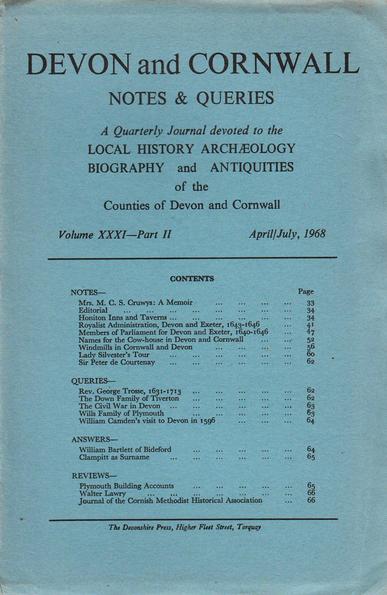 DEVON and CORNWALL
NOTES & QUERIES
A Quarterly Journal devoted to the
LOCAL HISTORY ARCHÆOLOGY
BIOGRAPHY and ANTIQUITIES
of the
Counties of Devon and Cornwall
Volume XXXI—Part II April/July, 1968
CONTENTS
NOTES— Page
Mrs. M. C. S. Cruwys: A Memoir ... ... ... ... 33
Editorial ... ... ... ... ... ... 34
Honiton Inns and Taverns ... ... ... ... ... 34
Royalist Administration, Devon and Exeter, 1643-1646 ... 41
Members of Parliament for Devon and Exeter, 1640-1646 ... 47
Names for the Cow-house in Devon and Cornwall ... ... 52
Windmills in Cornwall and Devon ... ... ... ... 56
Lady Silvester's Tour ... ... ... ... ... 60
Sir Peter de Courtenay ... ... ... ... ... 62
QUERIES—
Rev. George Trosse, 1631-1713 ... ... ... ... 62
The Down Family of Tiverton ... ... ... ... 62
The Civil War in Devon ... ... ... ... ... 63
Wills Family of Plymouth ... ... ... ... 63
William Camden's visit to Devon in 1596 ... ... ... 64
ANSWERS—
William Bartlett of Bideford ... ... ... ... 64
Clampitt as Surname ... ... ... ... ... 65
REVIEWS—
Plymouth Building Accounts ... ... ... ... 65
Walter Lawry ... ... ... ... ... ... 66
Journal of the Cornish Methodist Historical Association ... 66
The Devonshire Press, Higher Fleet Street, Torquay